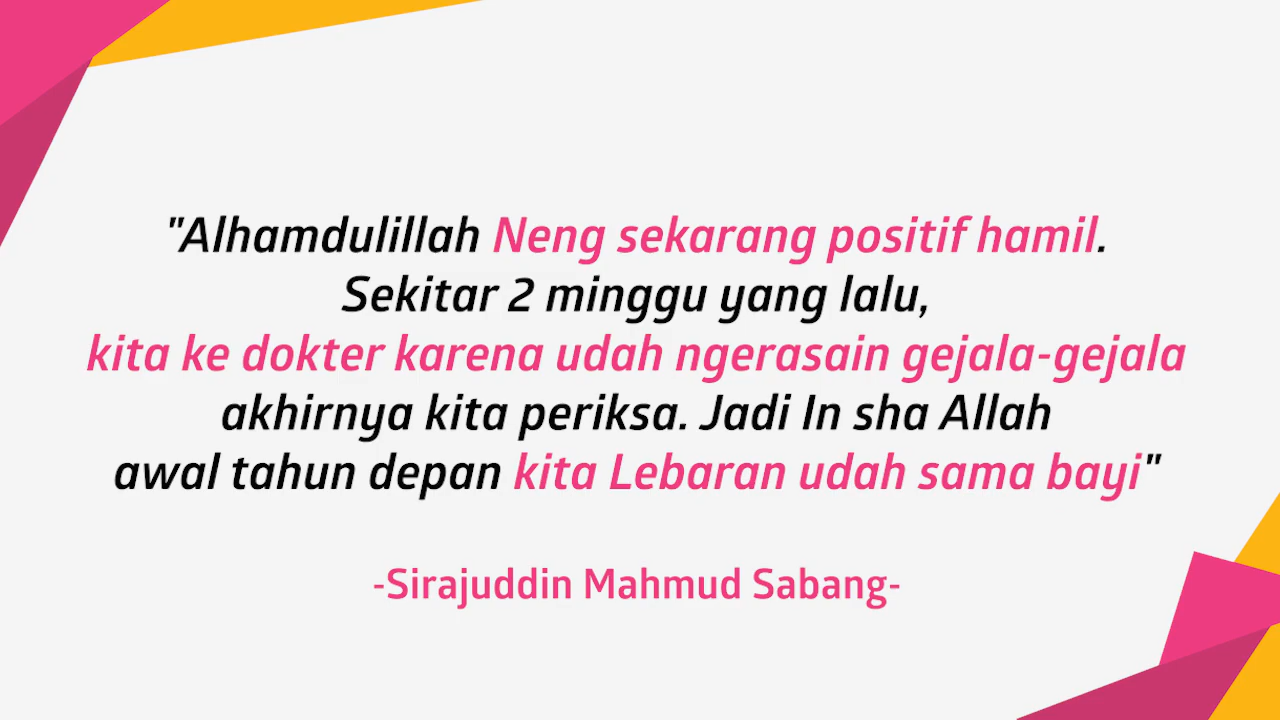 "Alhamdulillah Neng sekarang positif hamil.
Sekitar 2 minggu yang lalu,
kita ke dokter karena udah ngerasain gejala-gejala
akhirnya kita periksa. Jadi In sha Allah
awal tahun depan kita Lebaran udah sama bayi"
-Sirajuddin Mahmud Sabang-